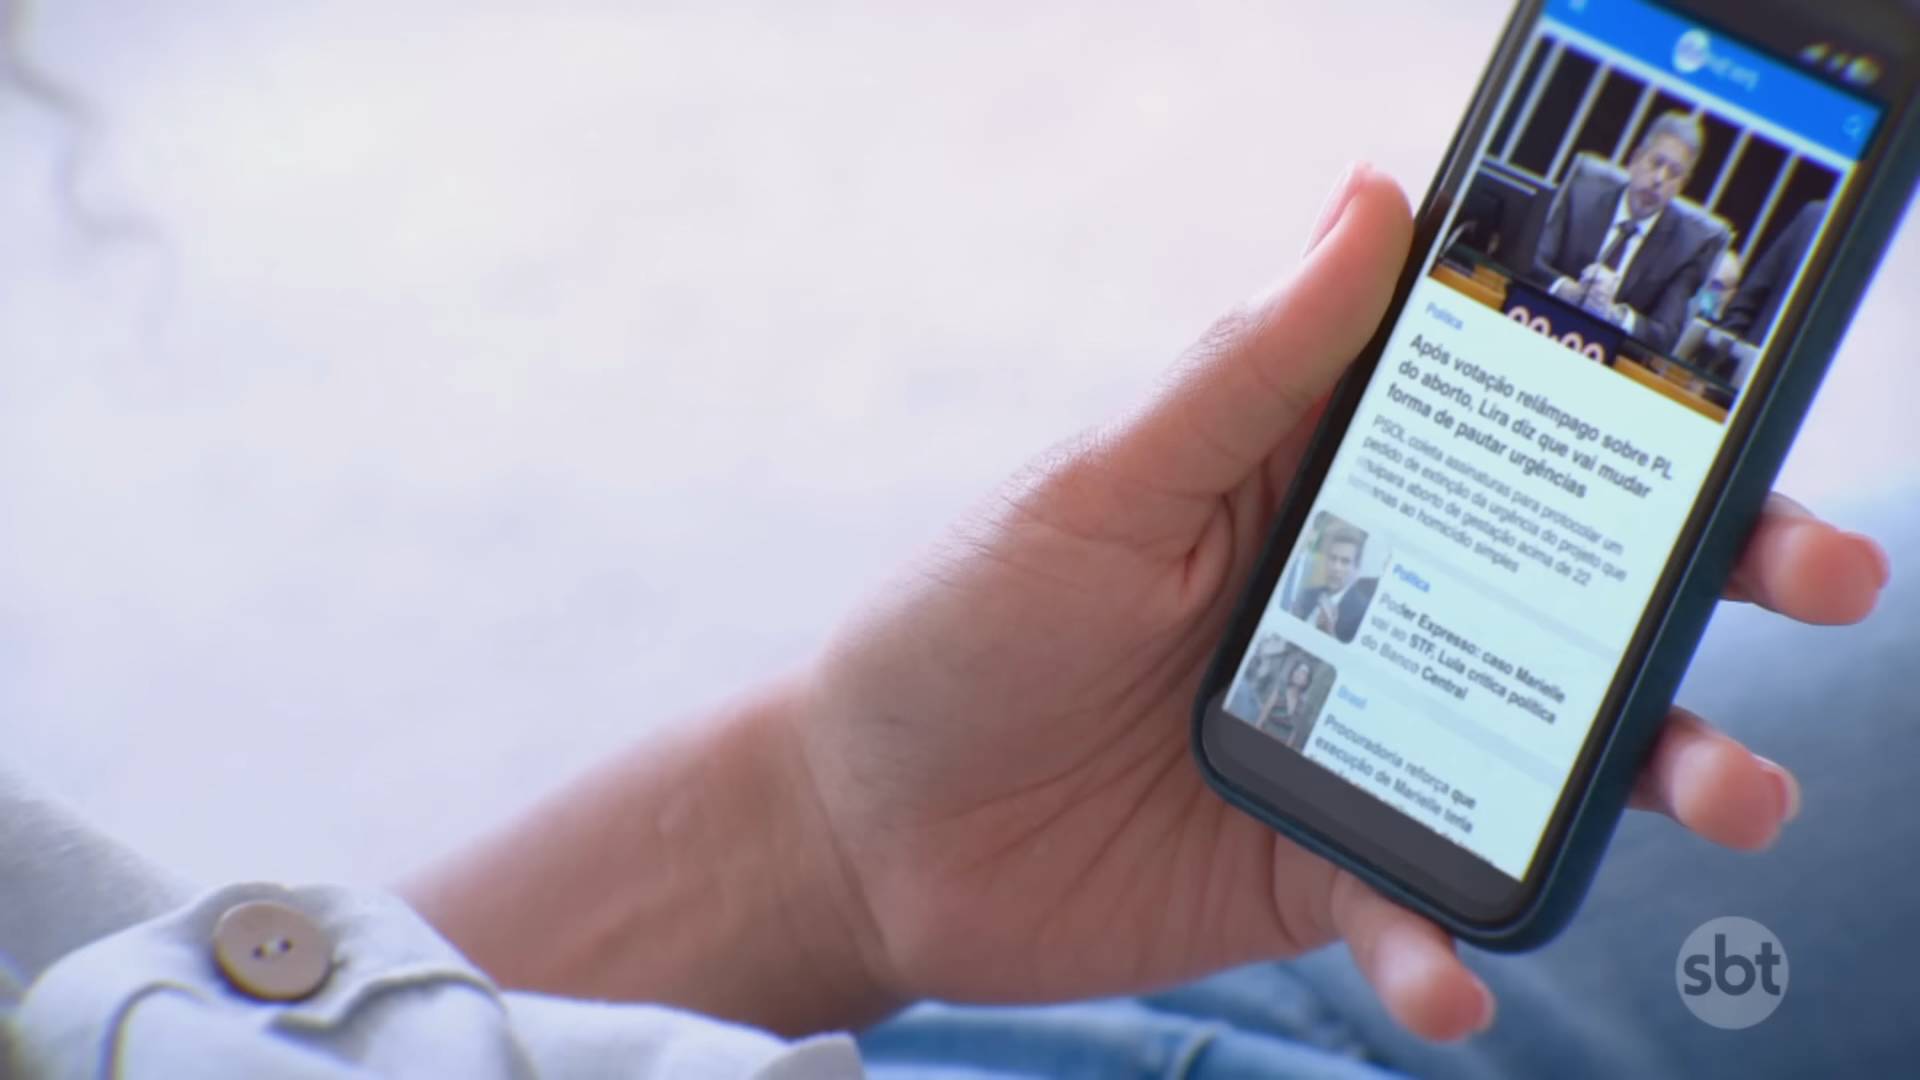 news
00:00
Política
Após votação relâmpago sobre PL
do aborto, Lira diz que vai mudar
forma de pautar urgências
PSOL coleta assinaturas para protocolar um
pedido de extinção da urgência do projeto que
equipara aborto de gestação acima de 22
ao homicídio simples
Política
Poder Expresso: caso Marielle
vai ao STF, Lula critica política
do Banco Central
Brasil
Procuradoria reforça que
execução de Marielle teria
sbt